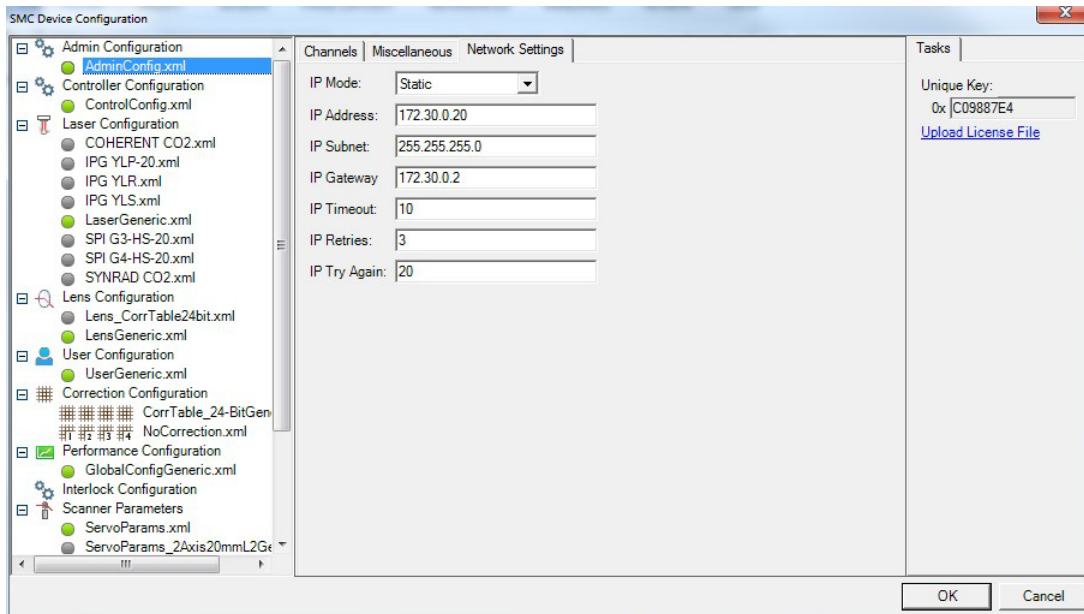 SMC Device Configuration
Admin Configuration
AdminConfig.xml
Controller Configuration
ControlConfig.xml
Laser Configuration
COHERENT CO2.xml
IPG YLP-20.xml
IPG YLR.xml
IPG YLS.xml
LaserGeneric.xml
SPI G3-HS-20.xml
SPI G4-HS-20.xml
SYNRAD CO2.xml
Lens Configuration
Lens_CorrTable24bit.xml
LensGeneric.xml
User Configuration
UserGeneric.xml
Correction Configuration
CorrTable_24-BitGen
1 2 3 4 NoCorrection.xml
Performance Configuration
GlobalConfigGeneric.xml
Interlock Configuration
Scanner Parameters
ServoParams.xml
ServoParams_2Axis20mmL2Ge
Channels Miscellaneous Network Settings
IP Mode: Static
IP Address: 172.30.0.20
IP Subnet: 255.255.255.0
IP Gateway 172.30.0.2
IP Timeout: 10
IP Retries: 3
IP Try Again: 20
Tasks
Unique Key:
0x C09887E4
Upload License File
OK Cancel